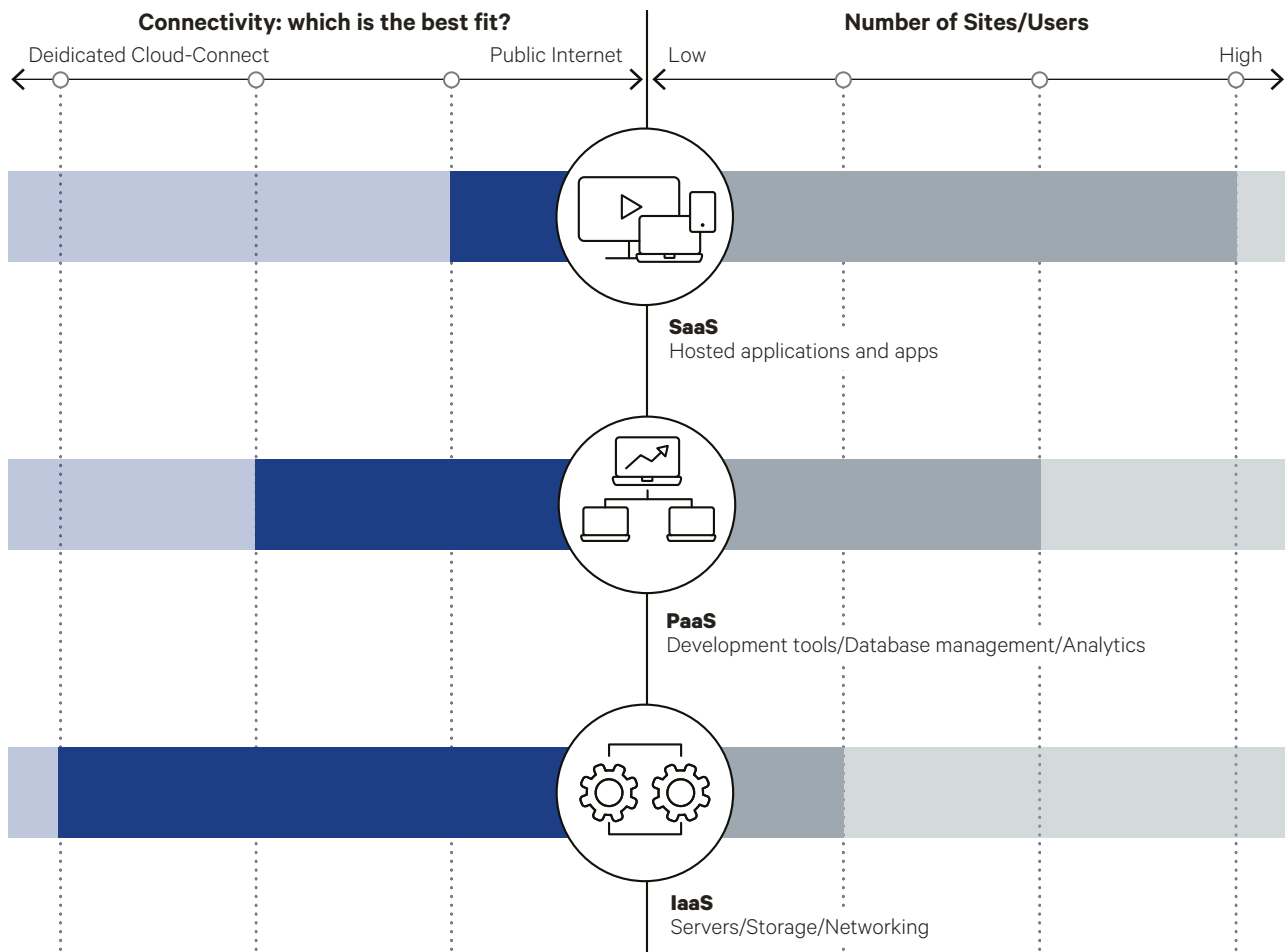 Connectivity: which is the best fit?
Number of Sites/Users
Deidicated Cloud-Connect
Public Internet
Low
High
SaaS
Hosted applications and apps
PaaS
Development tools/Database management/Analytics
IaaS
Servers/Storage/Networking